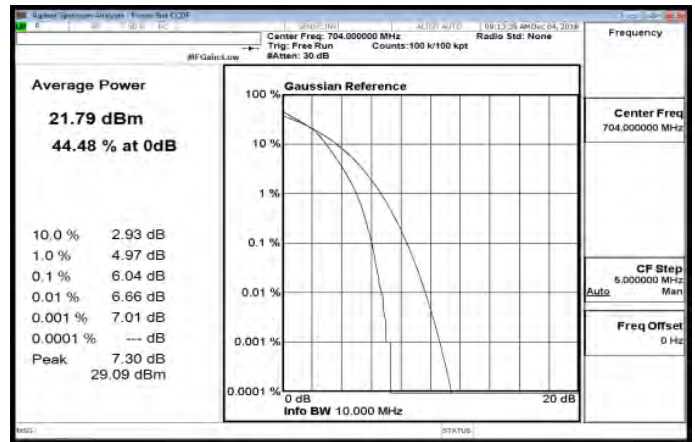 Agilent Spectrum Analyzer - Power Stat CCDF
SENSE:INT
ALIGN AUTO
09:13:35 AM Dec 04, 2016
Center Freq: 704.000000 MHz
Radio Std: None
Trig: Free Run
Counts:100 k/100 kpt
#IFGain:Low
#Atten: 30 dB
Frequency
Average Power
21.79 dBm
44.48 % at 0dB
10.0 % 2.93 dB
1.0 % 4.97 dB
0.1 % 6.04 dB
0.01 % 6.66 dB
0.001 % 7.01 dB
0.0001 % --- dB
Peak 7.30 dB
29.09 dBm
Gaussian Reference
100 %
10 %
1 %
0.1 %
0.01 %
0.001 %
0.0001 %
0 dB
20 dB
Info BW 10.000 MHz
Center Freq
704.000000 MHz
CF Step
5.000000 MHz
Auto Man
Freq Offset
0 Hz
MSG
STATUS